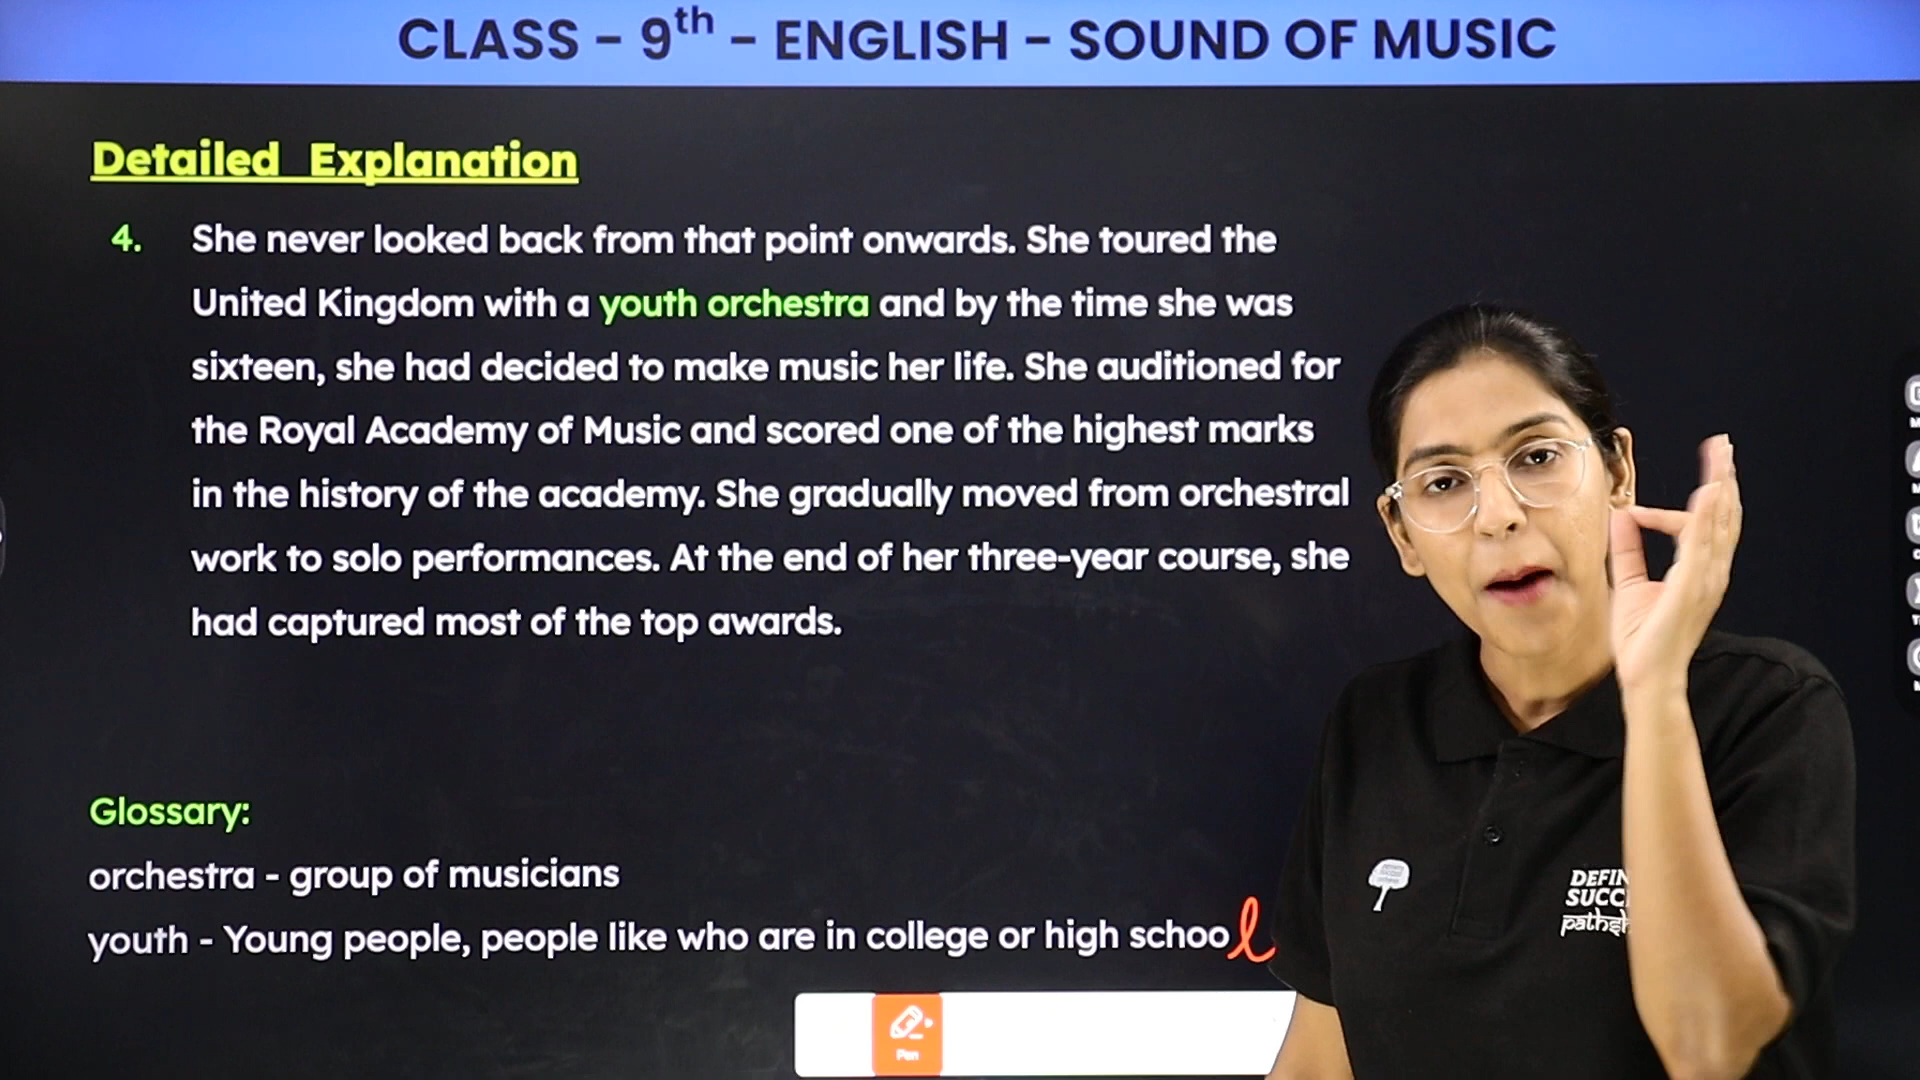 CLASS - 9th - ENGLISH - SOUND OF MUSIC
Detailed Explanation
4. She never looked back from that point onwards. She toured the
United Kingdom with a youth orchestra and by the time she was
sixteen, she had decided to make music her life. She auditioned for
the Royal Academy of Music and scored one of the highest marks
in the history of the academy. She gradually moved from orchestral
work to solo performances. At the end of her three-year course, she
had captured most of the top awards.
Glossary:
orchestra - group of musicians
youth - Young people, people like who are in college or high school
Pen